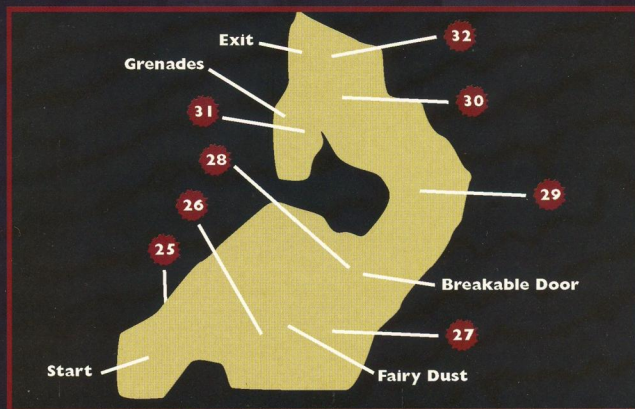 Exit
32
Grenades
30
31
28
29
26
25
Breakable Door
27
Start
Fairy Dust